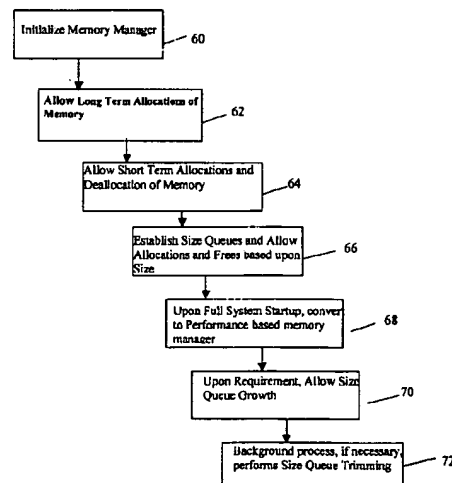 Initialize Memory Manager
60
Allow Long Term Allocations of
Memory
62
Allow Short Term Allocations and
Deallocation of Memory
64
Establish Size Queues and Allow
Allocations and Frees based upon
Size
66
Upon Full System Startup, convert
to Performance based memory
manager
68
Upon Requirement, Allow Size
Queue Growth
70
Background process, if necessary,
performs Size Queue Trimming
72